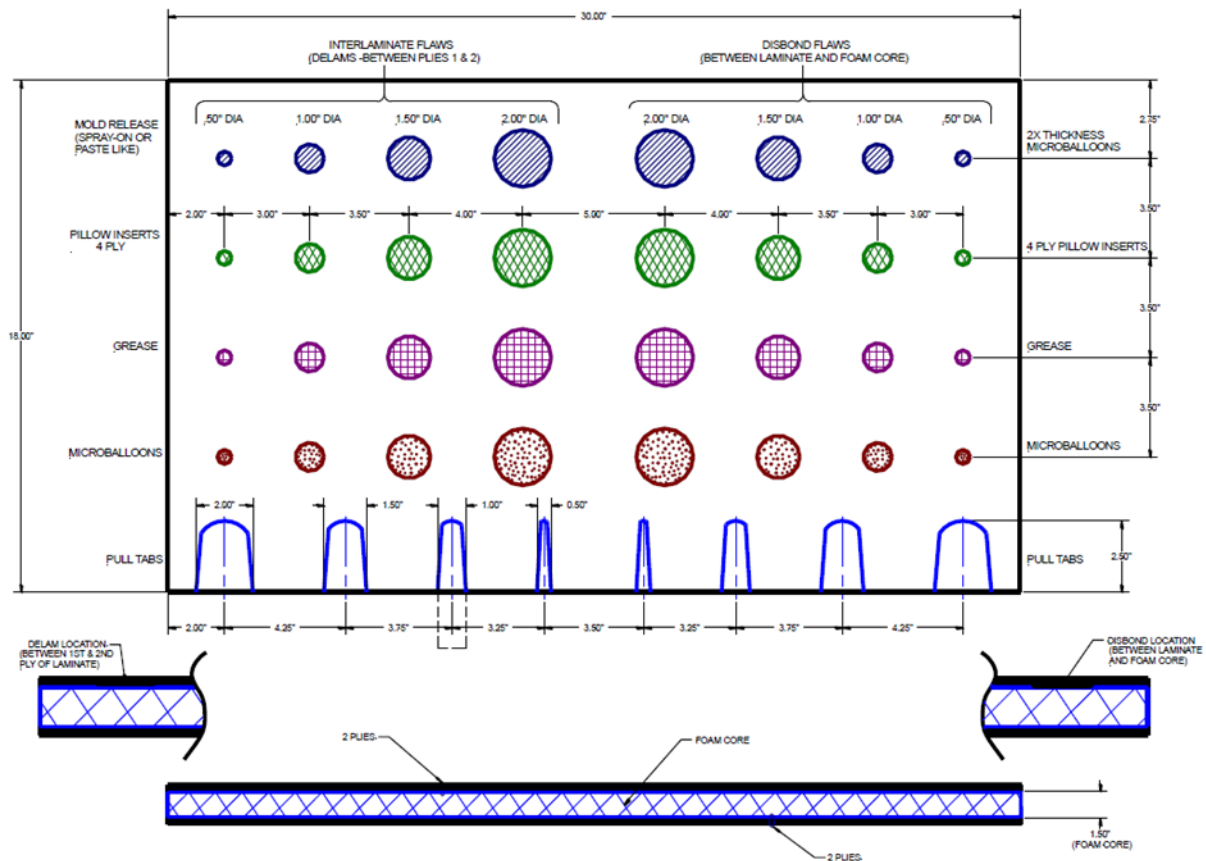 30.00"
INTERLAMINATE FLAWS
(DELAMS -BETWEEN PLIES 1 & 2)
DISBOND FLAWS
(BETWEEN LAMINATE AND FOAM CORE)
MOLD RELEASE
(SPRAY-ON OR
PASTE LIKE)
.50" DIA
1.00" DIA
1.50" DIA
2.00" DIA
2.00" DIA
1.50" DIA
1.00" DIA
.50" DIA
2X THICKNESS
MICROBALLOONS
2.75"
2.00"
3.00"
3.50"
4.00"
5.00"
4.00"
3.50"
3.00"
3.50"
PILLOW INSERTS
4 PLY
4 PLY PILLOW INSERTS
3.50"
18.00"
GREASE
GREASE
3.50"
MICROBALLOONS
MICROBALLOONS
2.00"
1.50"
1.00"
0.50"
PULL TABS
PULL TABS
2.50"
2.00"
4.25"
3.75"
3.25"
3.50"
3.25"
3.75"
4.25"
DELAM LOCATION
(BETWEEN 1ST & 2ND
PLY OF LAMINATE)
DISBOND LOCATION
(BETWEEN LAMINATE
AND FOAM CORE)
2 PLIES
FOAM CORE
1.50"
(FOAM CORE)
2 PLIES